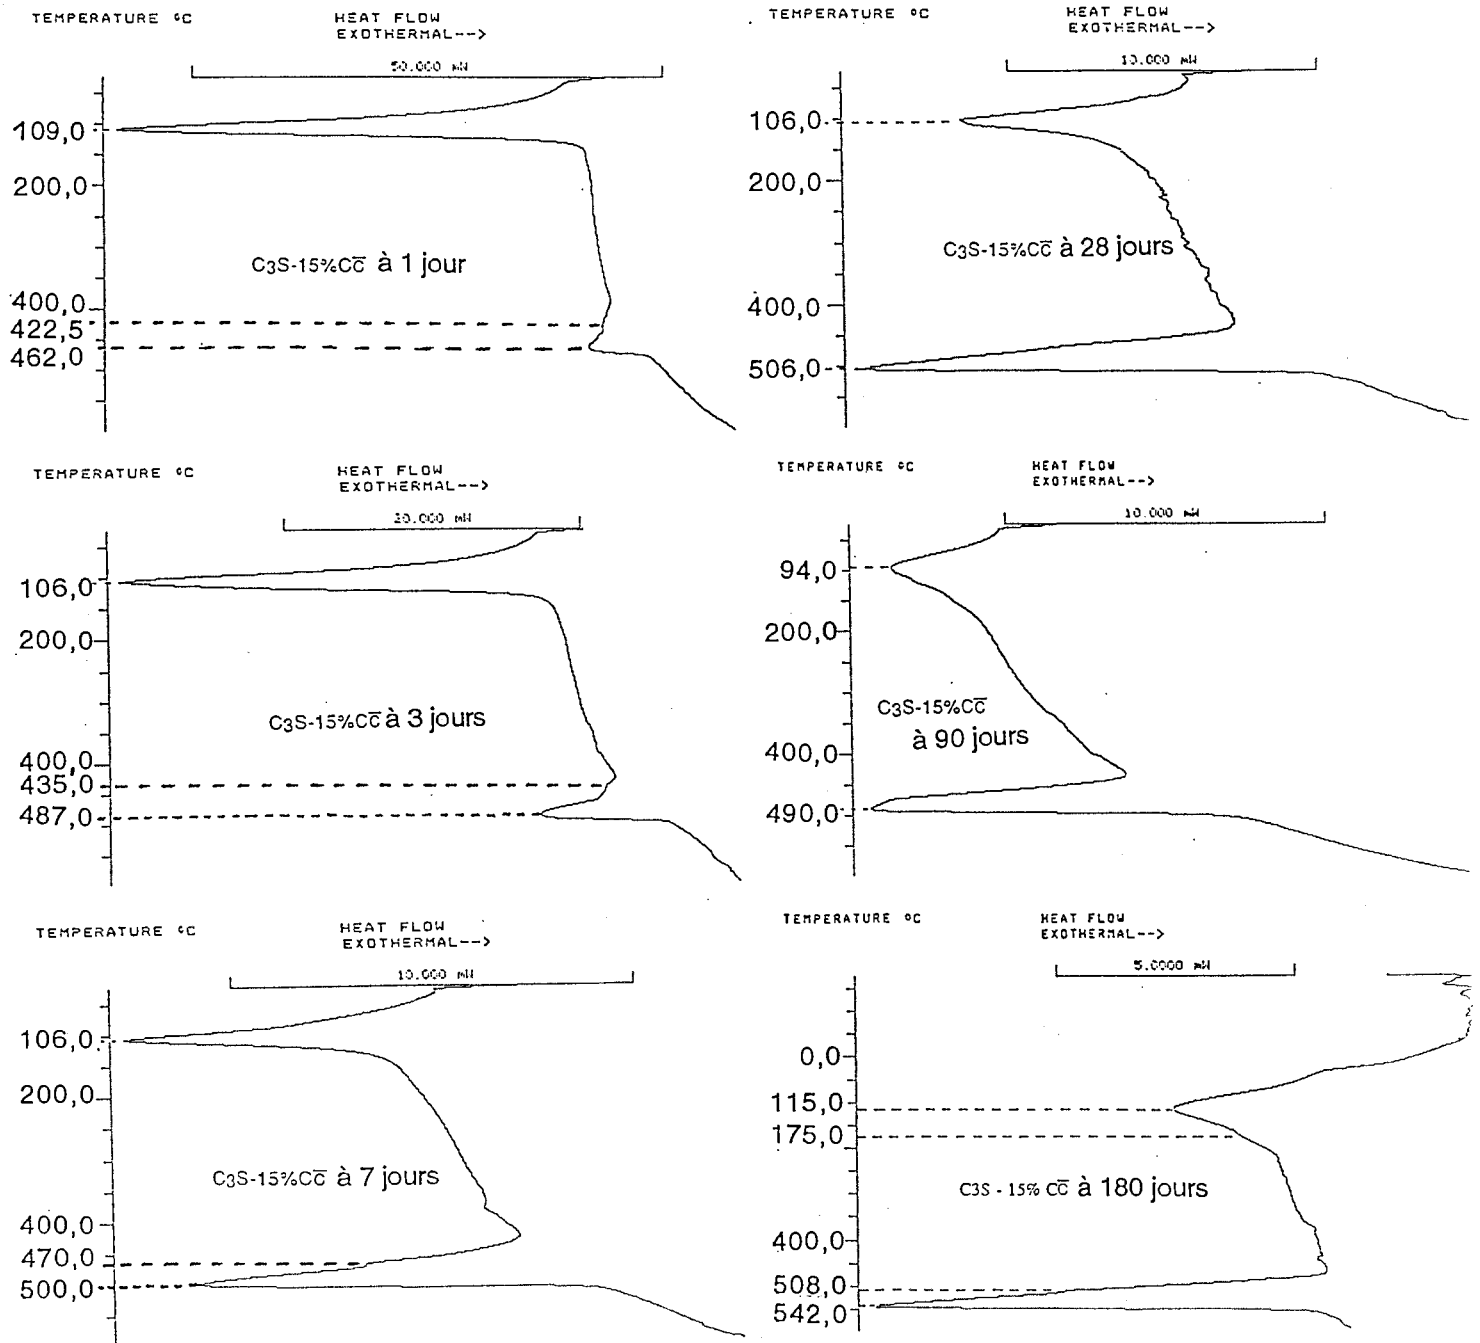 TEMPERATURE °C
HEAT FLOW
EXOTHERMAL-->
50.000 mW
109,0
200,0
C3S-15%CC̅ à 1 jour
400,0
422,5
462,0
TEMPERATURE °C
HEAT FLOW
EXOTHERMAL-->
10.000 mW
106,0
200,0
C3S-15%CC̅ à 28 jours
400,0
506,0
TEMPERATURE °C
HEAT FLOW
EXOTHERMAL-->
20.000 mW
106,0
200,0
C3S-15%CC̅ à 3 jours
400,0
435,0
487,0
TEMPERATURE °C
HEAT FLOW
EXOTHERMAL-->
10.000 mW
94,0
200,0
C3S-15%CC̅
à 90 jours
400,0
490,0
TEMPERATURE °C
HEAT FLOW
EXOTHERMAL-->
10.000 mW
106,0
200,0
C3S-15%CC̅ à 7 jours
400,0
470,0
500,0
TEMPERATURE °C
HEAT FLOW
EXOTHERMAL-->
5.0000 mW
0,0
115,0
175,0
C3S - 15% CC̅ à 180 jours
400,0
508,0
542,0